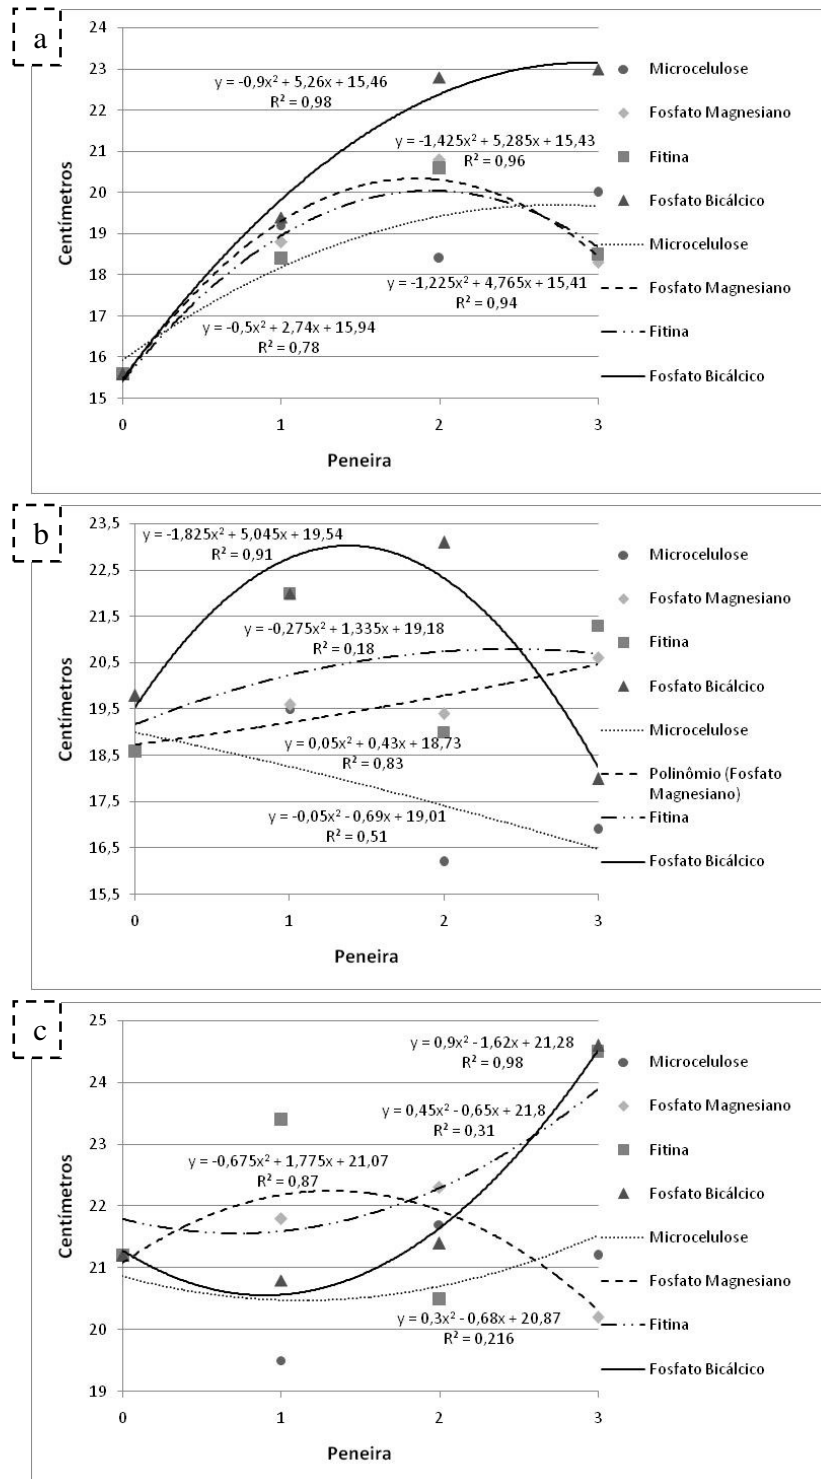 a
24
23
22
21
20
19
18
17
16
15
Centímetros
0 1 2 3
Peneira
y = -0,9x² + 5,26x + 15,46
R² = 0,98
y = -1,425x² + 5,285x + 15,43
R² = 0,96
y = -1,225x² + 4,765x + 15,41
R² = 0,94
y = -0,5x² + 2,74x + 15,94
R² = 0,78
Microcelulose
Fosfato Magnesiano
Fitina
Fosfato Bicálcico
Microcelulose
Fosfato Magnesiano
Fitina
Fosfato Bicálcico
b
23,5
22,5
21,5
20,5
19,5
18,5
17,5
16,5
15,5
Centímetros
0 1 2 3
Peneira
y = -1,825x² + 5,045x + 19,54
R² = 0,91
y = -0,275x² + 1,335x + 19,18
R² = 0,18
y = 0,05x² + 0,43x + 18,73
R² = 0,83
y = -0,05x² - 0,69x + 19,01
R² = 0,51
Microcelulose
Fosfato Magnesiano
Fitina
Fosfato Bicálcico
Microcelulose
Polinômio (Fosfato
Magnesiano)
Fitina
Fosfato Bicálcico
c
25
24
23
22
21
20
19
Centímetros
0 1 2 3
Peneira
y = 0,9x² - 1,62x + 21,28
R² = 0,98
y = 0,45x² - 0,65x + 21,8
R² = 0,31
y = -0,675x² + 1,775x + 21,07
R² = 0,87
y = 0,3x² - 0,68x + 20,87
R² = 0,216
Microcelulose
Fosfato Magnesiano
Fitina
Fosfato Bicálcico
Microcelulose
Fosfato Magnesiano
Fitina
Fosfato Bicálcico